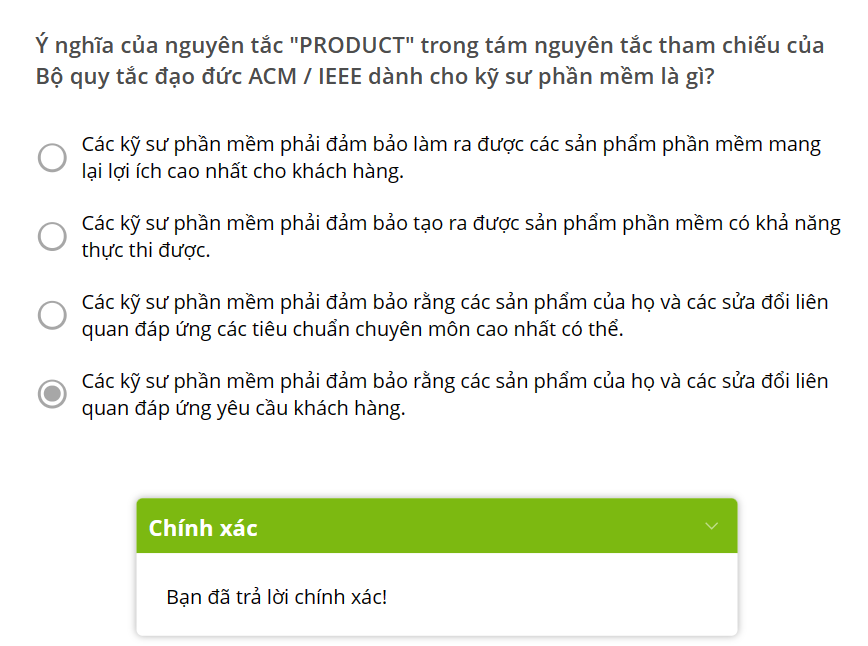 Ý nghĩa của nguyên tắc "PRODUCT" trong tám nguyên tắc tham chiếu của
Bộ quy tắc đạo đức ACM / IEEE dành cho kỹ sư phần mềm là gì?
Các kỹ sư phần mềm phải đảm bảo làm ra được các sản phẩm phần mềm mang
lại lợi ích cao nhất cho khách hàng.
Các kỹ sư phần mềm phải đảm bảo tạo ra được sản phẩm phần mềm có khả năng
thực thi được.
Các kỹ sư phần mềm phải đảm bảo rằng các sản phẩm của họ và các sửa đổi liên
quan đáp ứng các tiêu chuẩn chuyên môn cao nhất có thể.
Các kỹ sư phần mềm phải đảm bảo rằng các sản phẩm của họ và các sửa đổi liên
quan đáp ứng yêu cầu khách hàng.
Chính xác
Bạn đã trả lời chính xác!